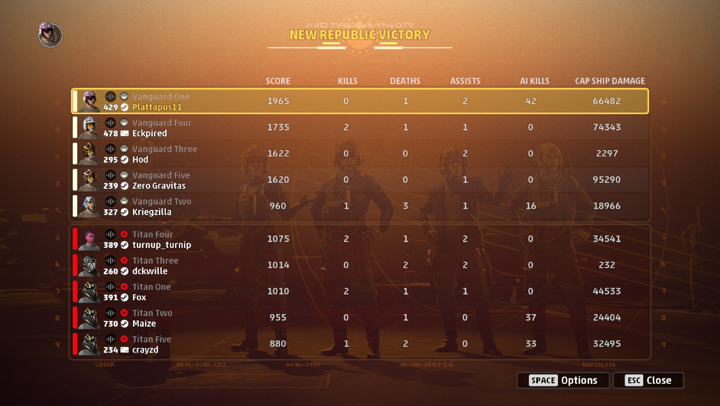 NEW REPUBLIC VICTORY
SCORE KILLS DEATHS ASSISTS AI KILLS CAP SHIP DAMAGE
Vanguard One
429 Plattapus11 1965 0 1 2 42 66482
Vanguard Four
478 Eckpired 1735 2 1 1 0 74343
Vanguard Three
295 Hod 1622 0 0 2 0 2297
Vanguard Five
239 Zero Gravitas 1620 0 0 1 0 95290
Vanguard Two
327 Kriegzilla 960 1 3 1 16 18966
Titan Four
389 turnup_turnip 1075 2 1 2 0 34541
Titan Three
260 dckwille 1014 0 2 2 0 232
Titan One
391 Fox 1010 2 1 1 0 44533
Titan Two
730 Maize 955 0 1 0 37 24404
Titan Five
234 crayzd 880 1 2 0 33 32495
SPACE Options ESC Close